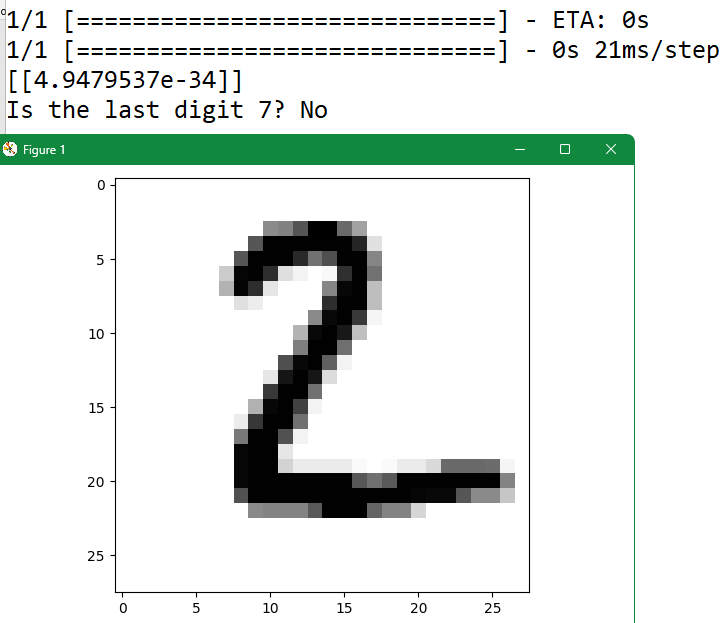 1/1 [==============================] - ETA: 0s
1/1 [==============================] - 0s 21ms/step
[[4.9479537e-34]]
Is the last digit 7? No
Figure 1
0
5
10
15
20
25
0 5 10 15 20 25
2